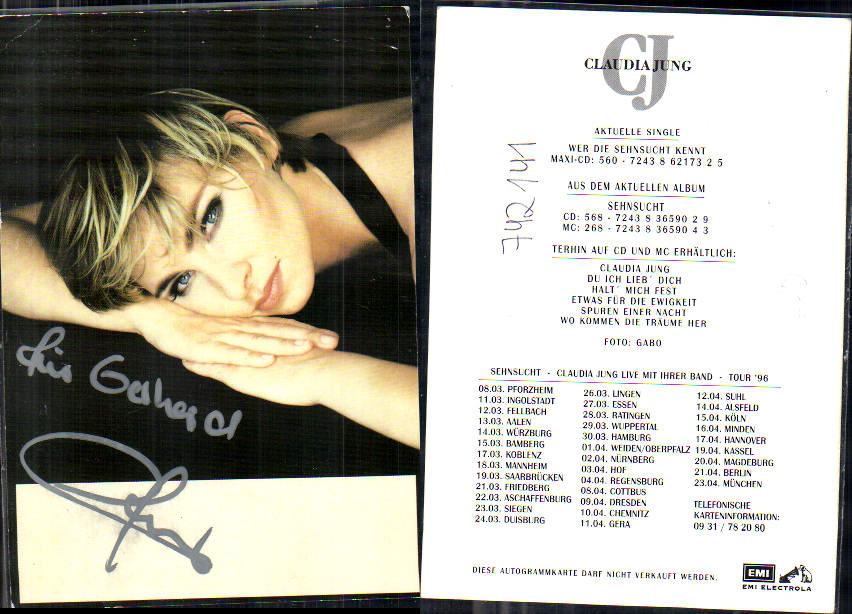 Für Gerhard
CJ
CLAUDIA JUNG
AKTUELLE SINGLE
WER DIE SEHNSUCHT KENNT
MAXI-CD: 560 - 7243 8 62173 2 5
AUS DEM AKTUELLEN ALBUM
SEHNSUCHT
CD: 568 - 7243 8 36590 2 9
MC: 268 - 7243 8 36590 4 3
TERHIN AUF CD UND MC ERHÄLTLICH:
CLAUDIA JUNG
DU ICH LIEB´ DICH
HALT´ MICH FEST
ETWAS FÜR DIE EWIGKEIT
SPUREN EINER NACHT
WO KOMMEN DIE TRÄUME HER
FOTO: GABO
742141
SEHNSUCHT - CLAUDIA JUNG LIVE MIT IHRER BAND - TOUR '96
08.03. PFORZHEIM
11.03. INGOLSTADT
12.03. FELLBACH
13.03. AALEN
14.03. WÜRZBURG
15.03. BAMBERG
17.03. KOBLENZ
18.03. MANNHEIM
19.03. SAARBRÜCKEN
21.03. FRIEDBERG
22.03. ASCHAFFENBURG
23.03. SIEGEN
24.03. DUISBURG
26.03. LINGEN
27.03. ESSEN
28.03. RATINGEN
29.03. WUPPERTAL
30.03. HAMBURG
01.04. WEIDEN/OBERPFALZ
02.04. NÜRNBERG
03.04. HOF
04.04. REGENSBURG
08.04. COTTBUS
09.04. DRESDEN
10.04. CHEMNITZ
11.04. GERA
12.04. SUHL
14.04. ALSFELD
15.04. KÖLN
16.04. MINDEN
17.04. HANNOVER
19.04. KASSEL
20.04. MAGDEBURG
21.04. BERLIN
23.04. MÜNCHEN
TELEFONISCHE
KARTENINFORMATION:
09 31 / 78 20 80
DIESE AUTOGRAMMKARTE DARF NICHT VERKAUFT WERDEN.
EMI
EMI ELECTROLA